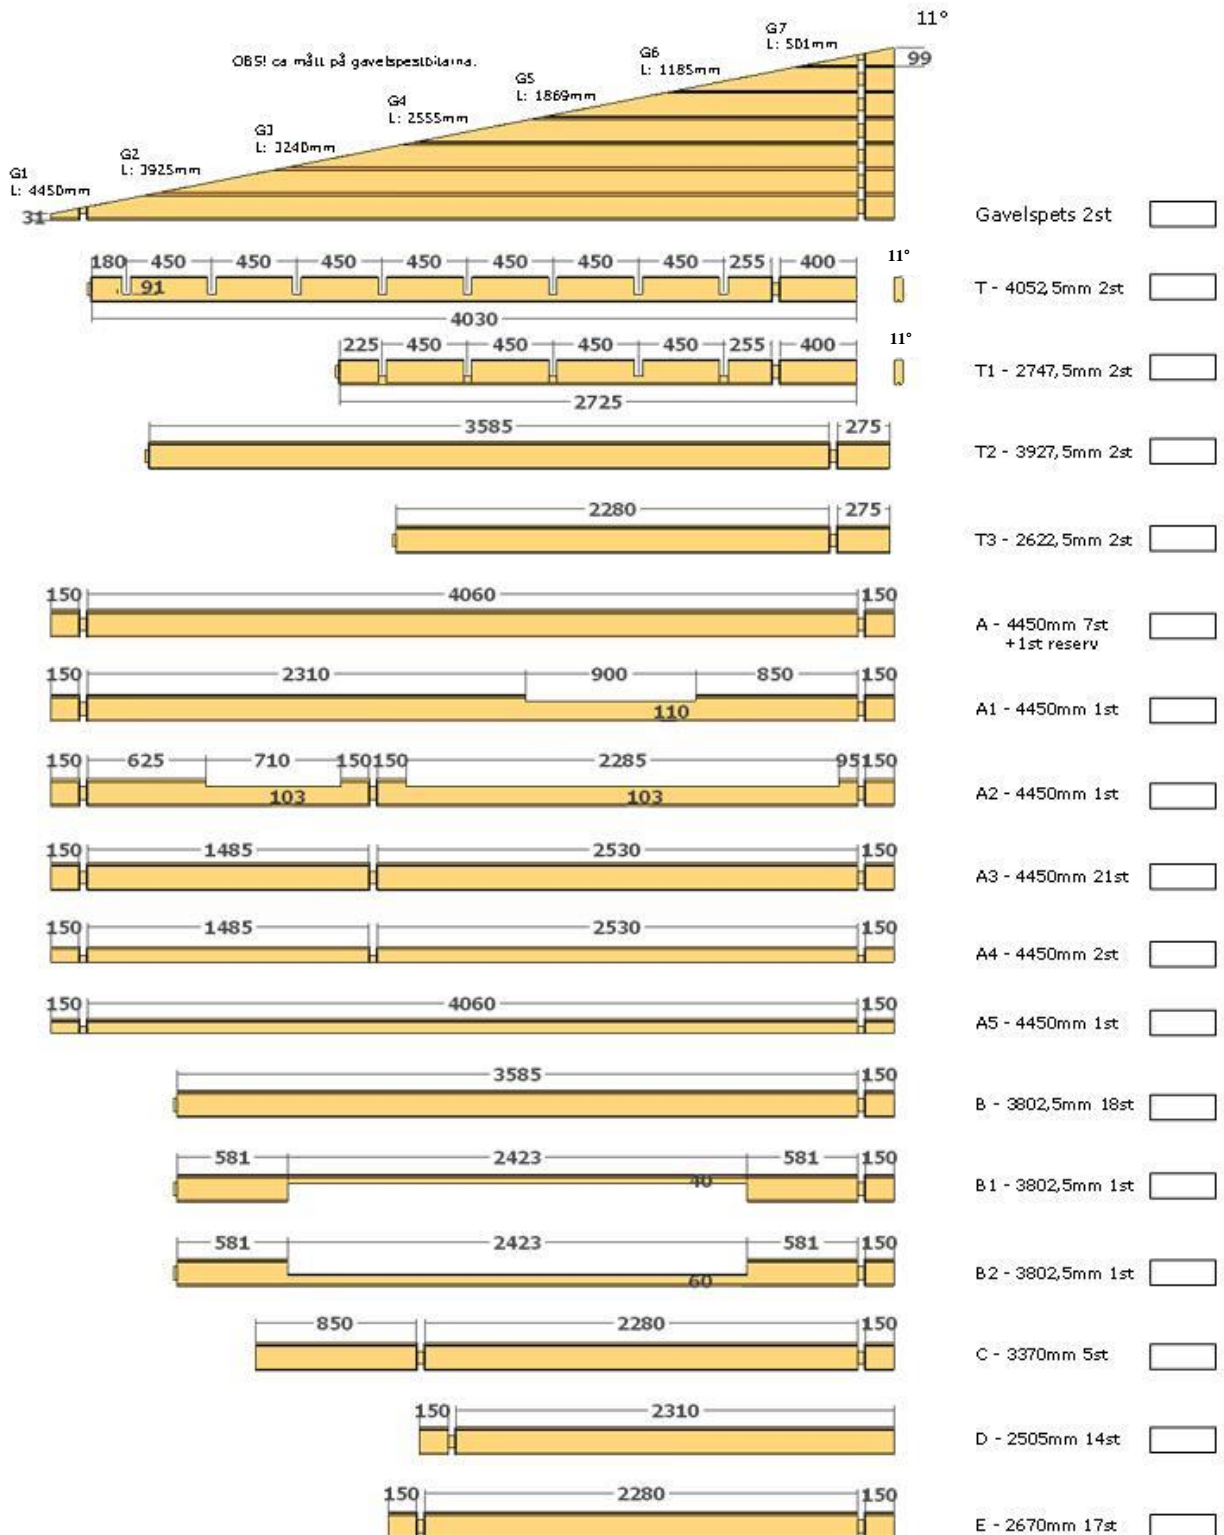 11°
G7
L: 501mm
99
G6
L: 1185mm
OBS! ca mått på gavelspestbitarna.
G5
L: 1869mm
G4
L: 2555mm
G3
L: 3240mm
G2
L: 3925mm
G1
L: 4450mm
31
Gavelspets 2st
180 450 450 450 450 450 450 450 255 400 11°
91
T - 4052,5mm 2st
4030
225 450 450 450 450 255 400 11°
T1 - 2747,5mm 2st
2725
3585 275
T2 - 3927,5mm 2st
2280 275
T3 - 2622,5mm 2st
150 4060 150
A - 4450mm 7st
+1st reserv
150 2310 900 850 150
110
A1 - 4450mm 1st
150 625 710 150 150 2285 95 150
103 103
A2 - 4450mm 1st
150 1485 2530 150
A3 - 4450mm 21st
150 1485 2530 150
A4 - 4450mm 2st
150 4060 150
A5 - 4450mm 1st
3585 150
B - 3802,5mm 18st
581 2423 581 150
40
B1 - 3802,5mm 1st
581 2423 581 150
60
B2 - 3802,5mm 1st
850 2280 150
C - 3370mm 5st
150 2310
D - 2505mm 14st
150 2280 150
E - 2670mm 17st